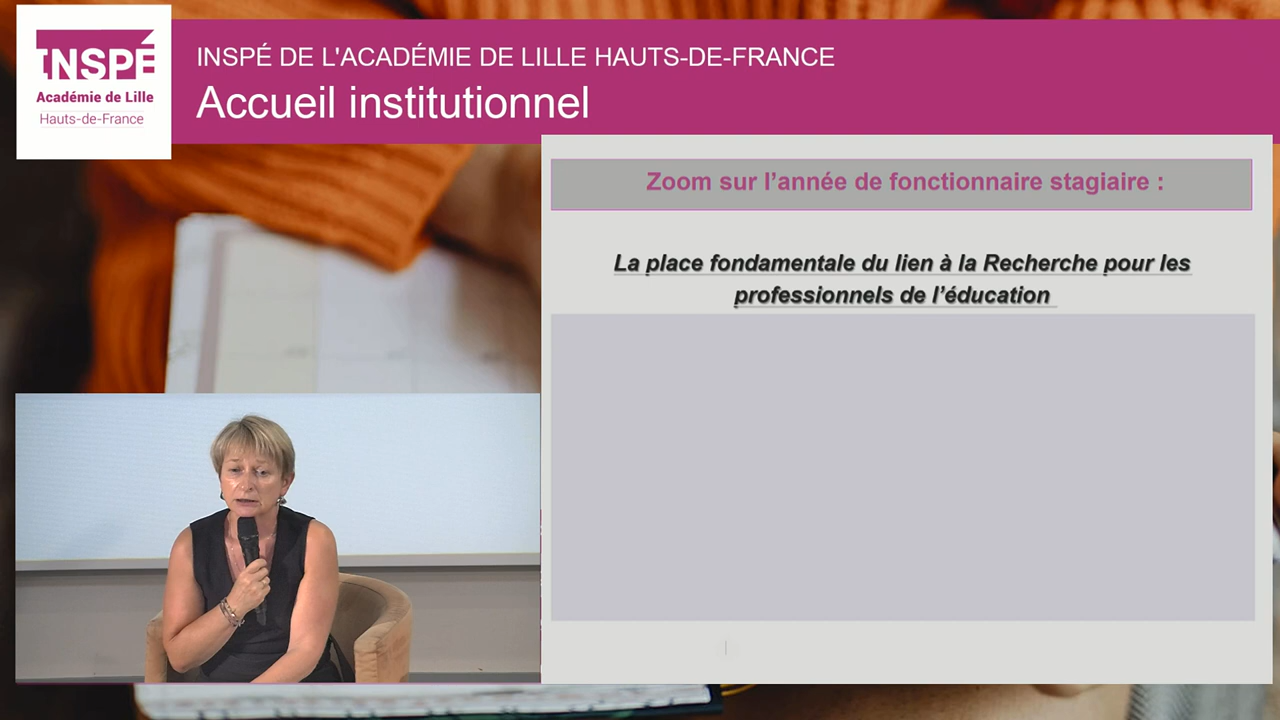 INSPÉ
Académie de Lille
Hauts-de-France
INSPÉ DE L'ACADÉMIE DE LILLE HAUTS-DE-FRANCE
Accueil institutionnel
Zoom sur l’année de fonctionnaire stagiaire :
La place fondamentale du lien à la Recherche pour les
professionnels de l’éducation